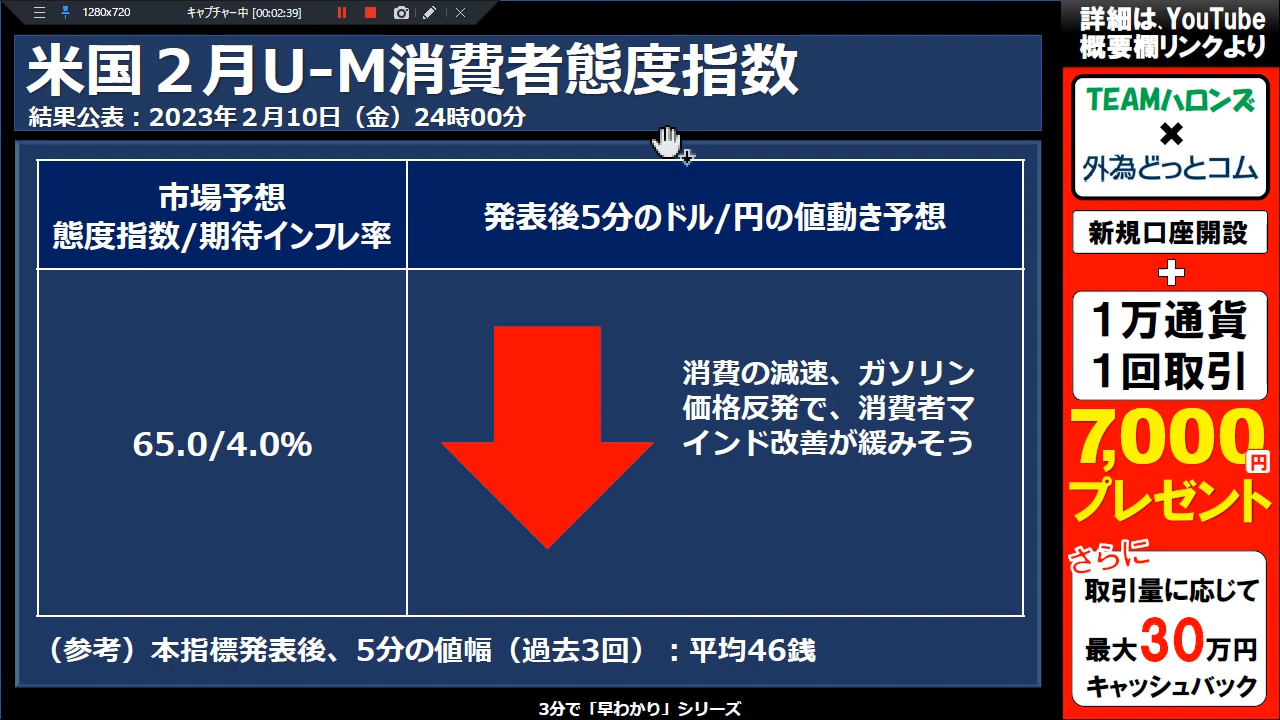 1280x720
キャプチャー中 [00:02:39]
米国２月U-M消費者態度指数
結果公表：2023年２月10日（金）24時00分
市場予想
態度指数/期待インフレ率
発表後5分のドル/円の値動き予想
65.0/4.0%
消費の減速、ガソリン
価格反発で、消費者マ
インド改善が緩みそう
（参考）本指標発表後、5分の値幅（過去3回）：平均46銭
3分で「早わかり」シリーズ
詳細は、YouTube
概要欄リンクより
TEAMハロンズ
×
外為どっとコム
新規口座開設
+
1万通貨
1回取引
7,000円
プレゼント
さらに
取引量に応じて
最大30万円
キャッシュバック